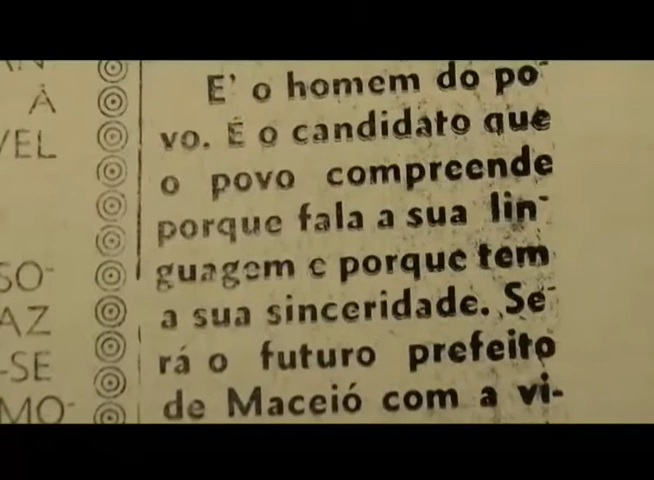 À
VEL
SO-
AZ
-SE
MO-
E' o homem do po-
vo. É o candidato que
o povo compreende
porque fala a sua lin-
guagem e porque tem
a sua sinceridade. Se-
rá o futuro prefeito
de Maceió com a vi-